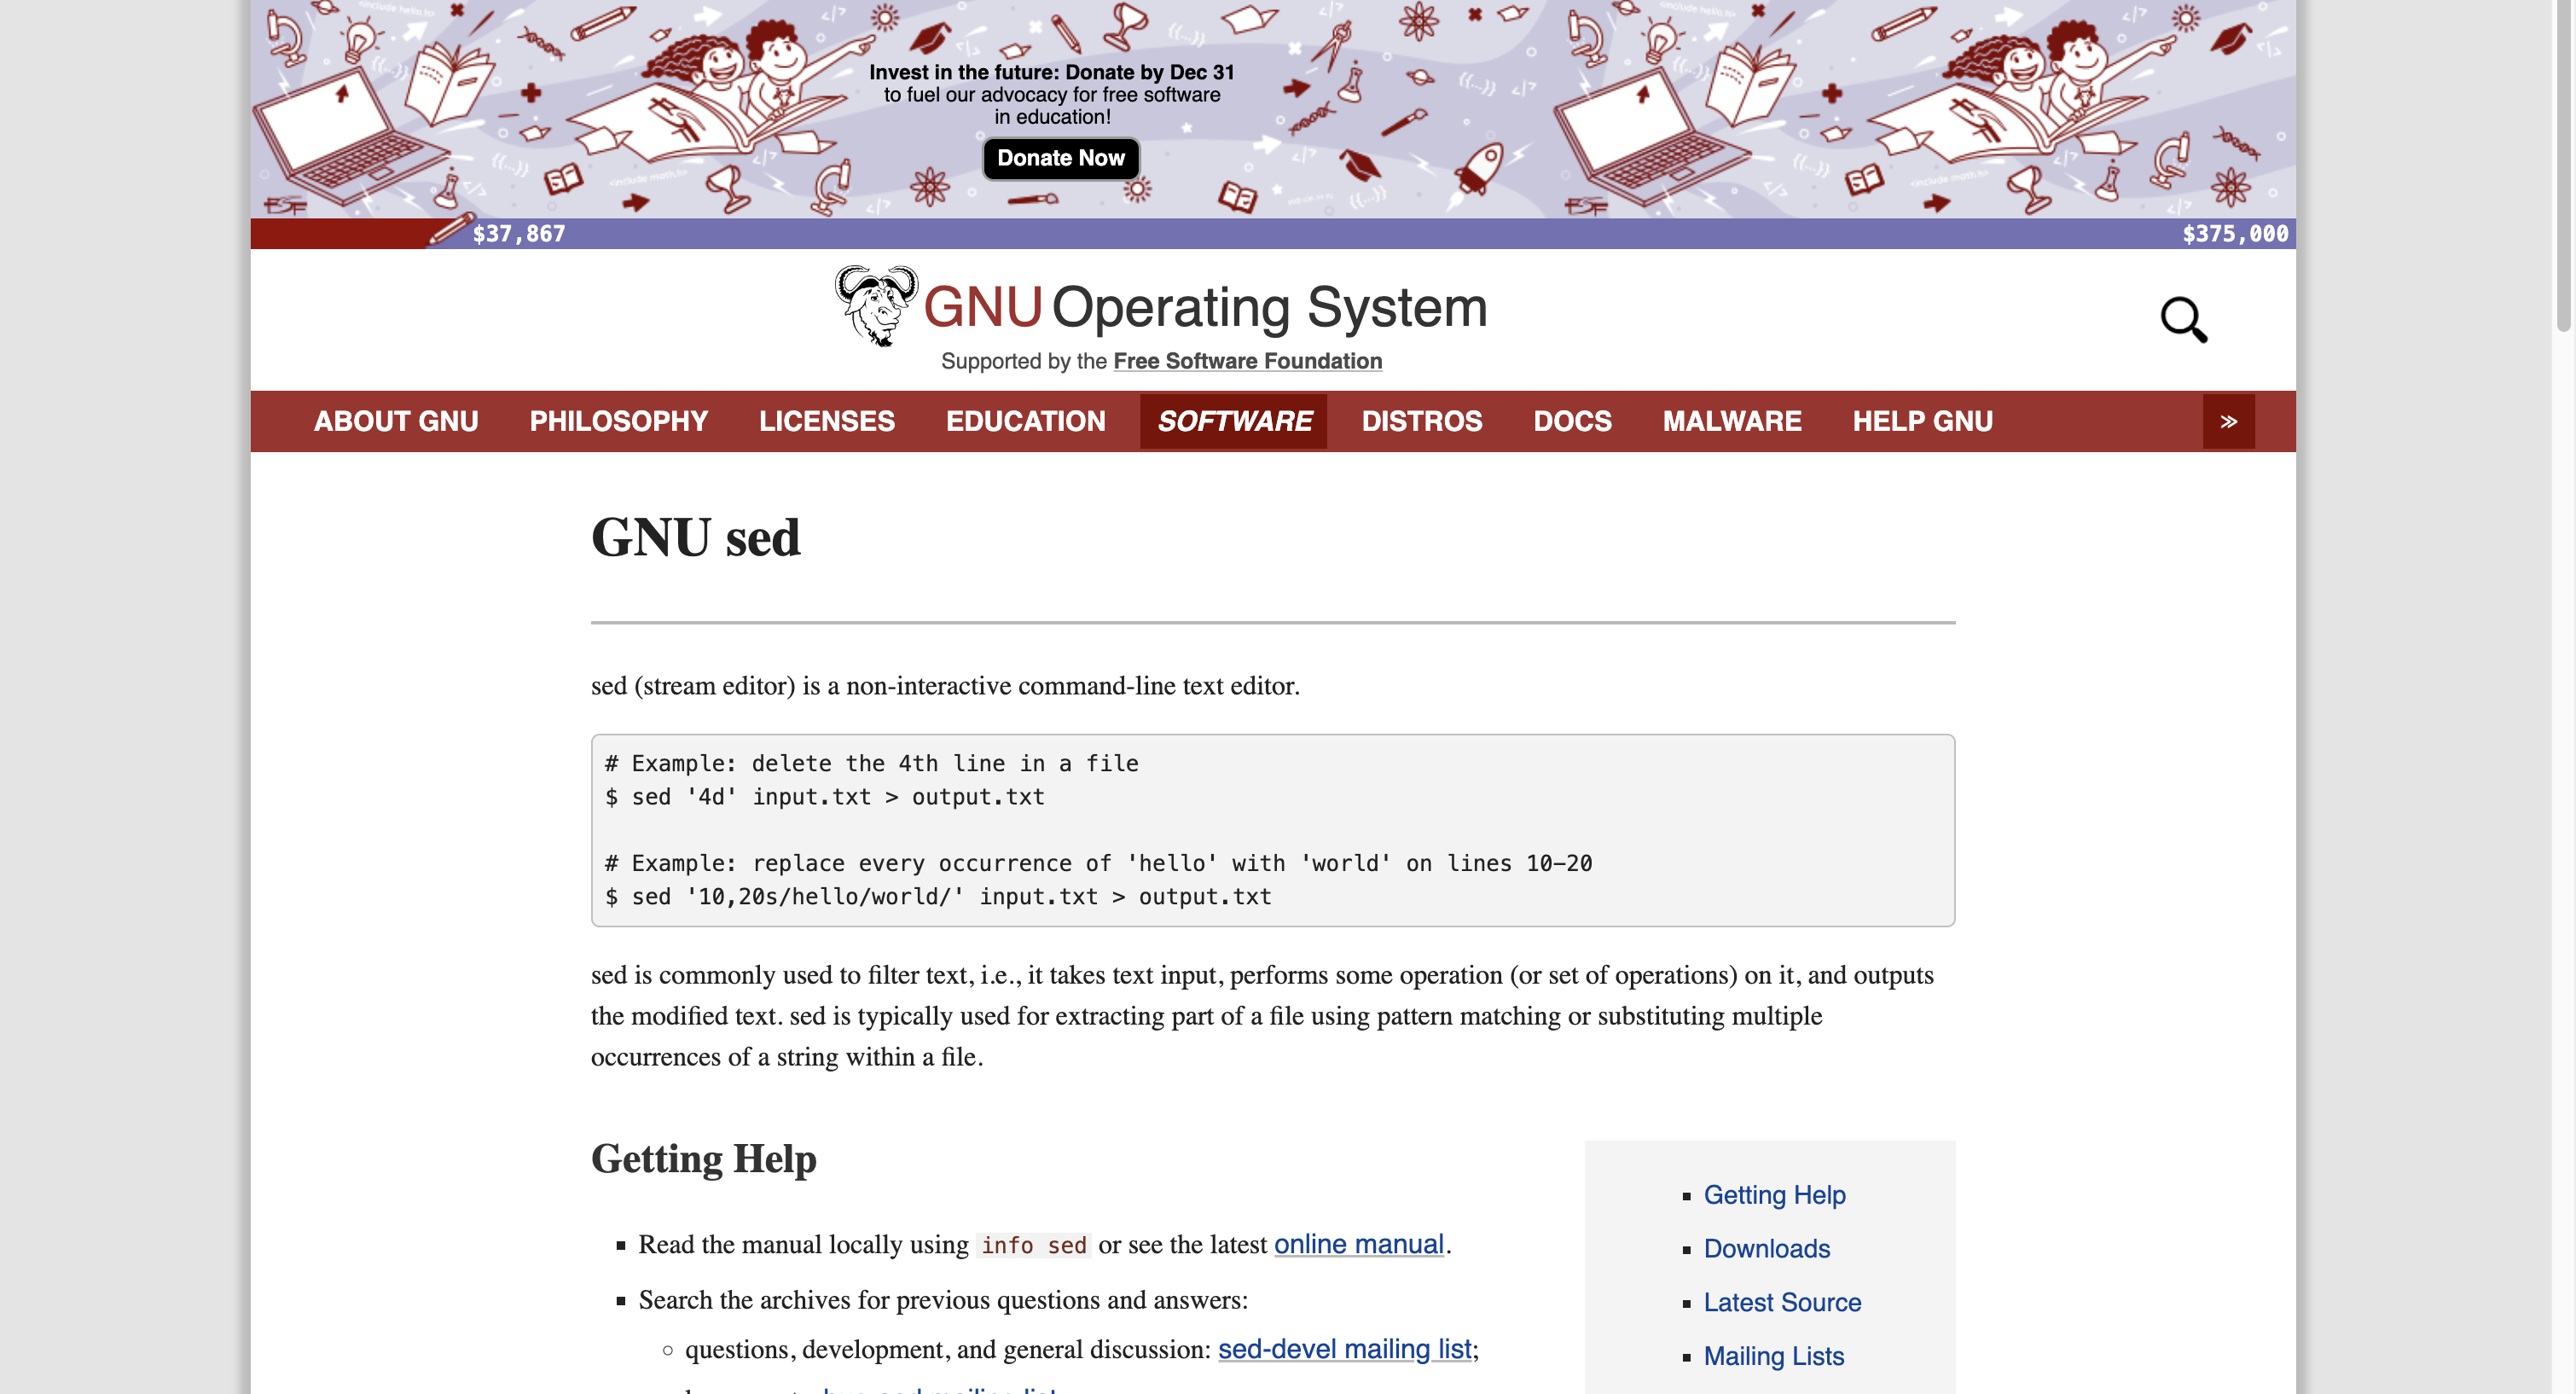 Invest in the future: Donate by Dec 31
to fuel our advocacy for free software
in education!
Donate Now
$37,867
$375,000
GNU Operating System
Supported by the Free Software Foundation
ABOUT GNU PHILOSOPHY LICENSES EDUCATION SOFTWARE DISTROS DOCS MALWARE HELP GNU »
GNU sed
sed (stream editor) is a non-interactive command-line text editor.
# Example: delete the 4th line in a file
$ sed '4d' input.txt > output.txt
# Example: replace every occurrence of 'hello' with 'world' on lines 10–20
$ sed '10,20s/hello/world/' input.txt > output.txt
sed is commonly used to filter text, i.e., it takes text input, performs some operation (or set of operations) on it, and outputs
the modified text. sed is typically used for extracting part of a file using pattern matching or substituting multiple
occurrences of a string within a file.
Getting Help
Read the manual locally using info sed or see the latest online manual.
Search the archives for previous questions and answers:
questions, development, and general discussion: sed-devel mailing list;
Getting Help
Downloads
Latest Source
Mailing Lists